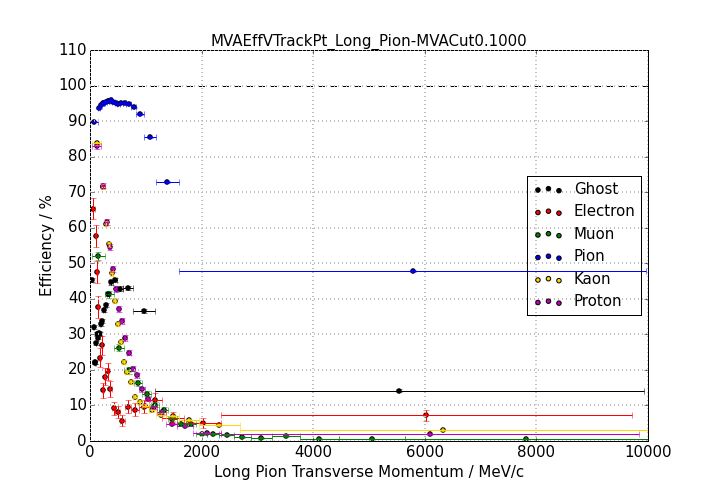 MVAEffVTrackPt_Long_Pion-MVACut0.1000
110
100
90
80
70
60
50
40
30
20
10
0
Efficiency / %
Ghost
Electron
Muon
Pion
Kaon
Proton
0 2000 4000 6000 8000 10000
Long Pion Transverse Momentum / MeV/c